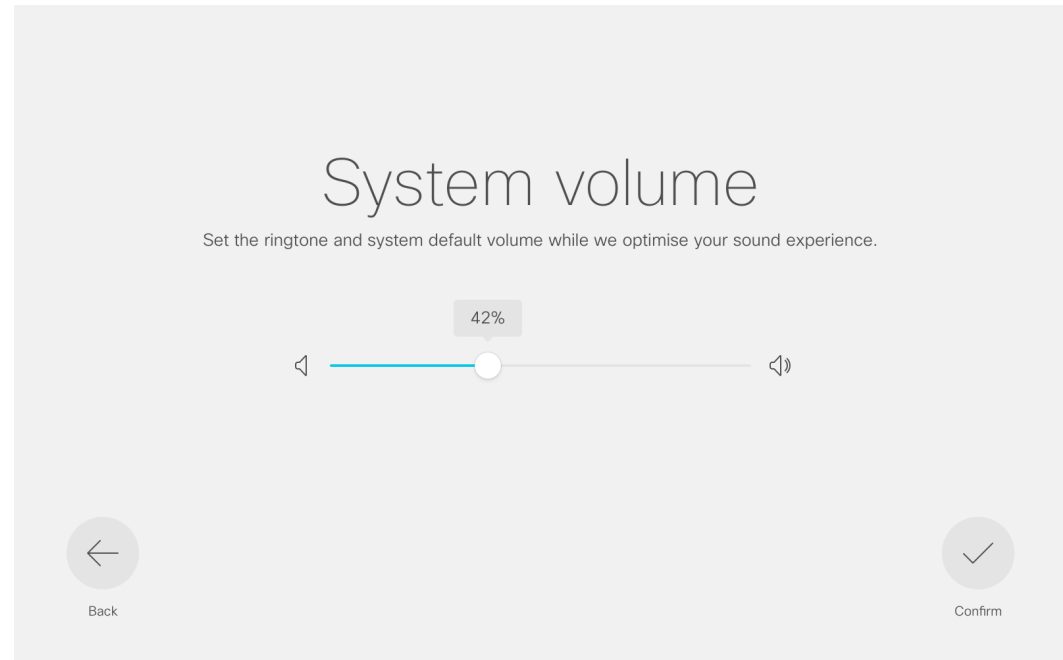 System volume
Set the ringtone and system default volume while we optimise your sound experience.
42%
Back
Confirm